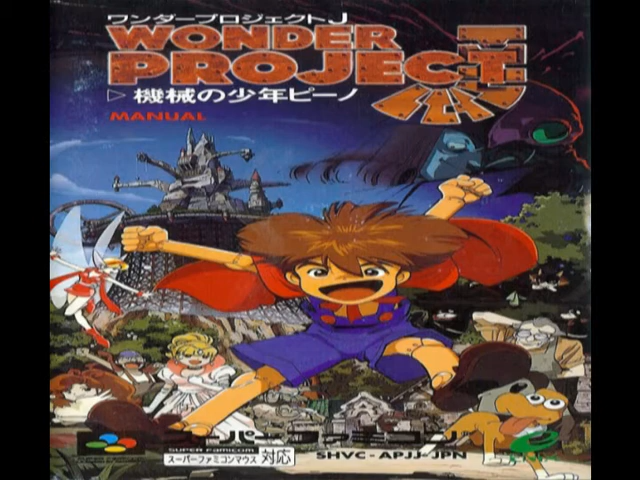 ワンダープロジェクトJ
WONDER
PROJECT J
▷ 機械の少年ピーノ
MANUAL
スーパーファミコン
SUPER FAMICOM
スーパーファミコンマウス 対応
SHVC-APJJ-JPN